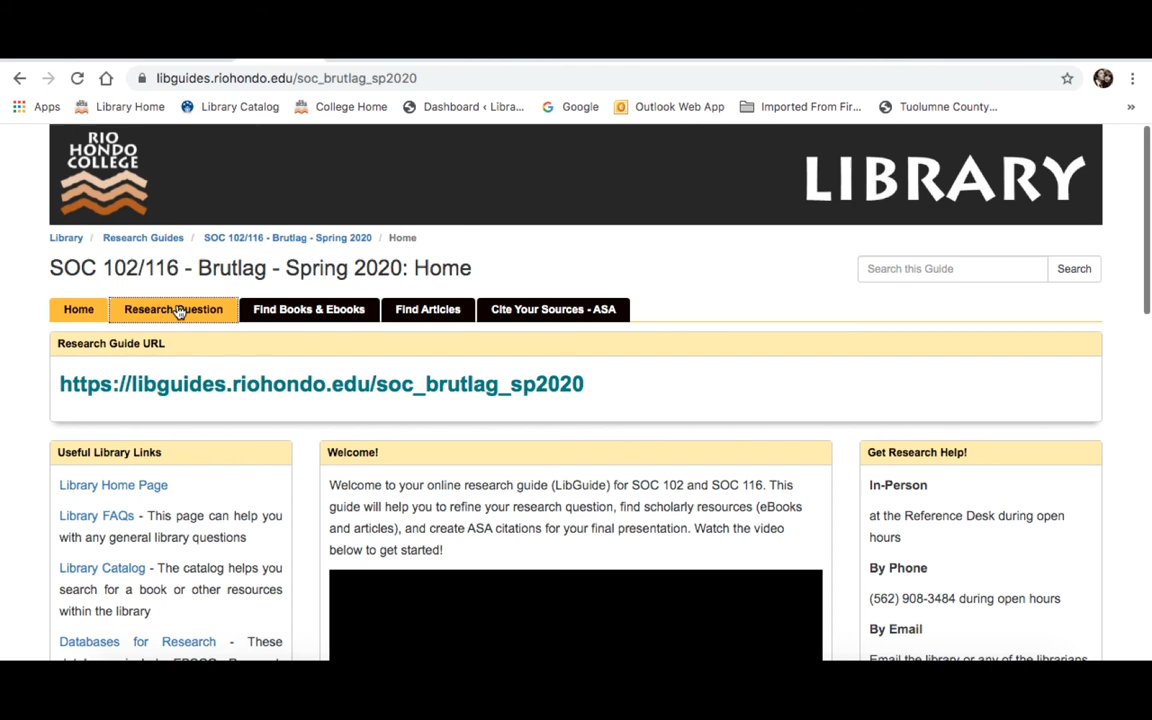 libguides.riohondo.edu/soc_brutlag_sp2020
Apps Library Home Library Catalog College Home Dashboard ‹ Libra... Google Outlook Web App Imported From Fir... Tuolumne County... »
RIO
HONDO
COLLEGE
LIBRARY
Library / Research Guides / SOC 102/116 - Brutlag - Spring 2020 / Home
SOC 102/116 - Brutlag - Spring 2020: Home
Search this Guide Search
Home Research Question Find Books & Ebooks Find Articles Cite Your Sources - ASA
Research Guide URL
https://libguides.riohondo.edu/soc_brutlag_sp2020
Useful Library Links
Library Home Page
Library FAQs - This page can help you
with any general library questions
Library Catalog - The catalog helps you
search for a book or other resources
within the library
Databases for Research - These
Welcome!
Welcome to your online research guide (LibGuide) for SOC 102 and SOC 116. This
guide will help you to refine your research question, find scholarly resources (eBooks
and articles), and create ASA citations for your final presentation. Watch the video
below to get started!
Get Research Help!
In-Person
at the Reference Desk during open
hours
By Phone
(562) 908-3484 during open hours
By Email
Email the library or any of the librarians